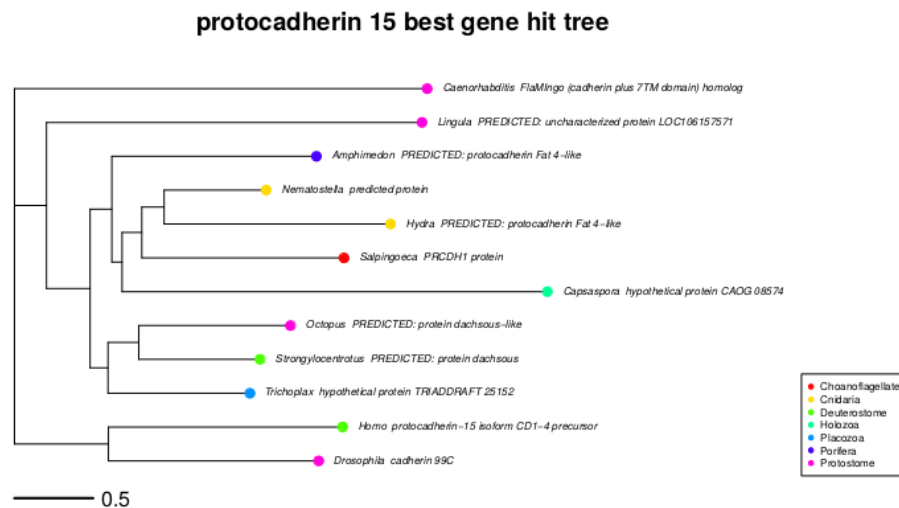 protocadherin 15 best gene hit tree
Caenorhabditis FlaMIngo (cadherin plus 7TM domain) homolog
Lingula PREDICTED: uncharacterized protein LOC106157571
Amphimedon PREDICTED: protocadherin Fat 4-like
Nematostella predicted protein
Hydra PREDICTED: protocadherin Fat 4-like
Salpingoeca PRCDH1 protein
Capsaspora hypothetical protein CAOG 08574
Octopus PREDICTED: protein dachsous-like
Strongylocentrotus PREDICTED: protein dachsous
Trichoplax hypothetical protein TRIADDRAFT 25152
Homo protocadherin-15 isoform CD1-4 precursor
Drosophila cadherin 99C
Choanoflagellate
Cnidaria
Deuterostome
Holozoa
Placozoa
Porifera
Protostome
0.5